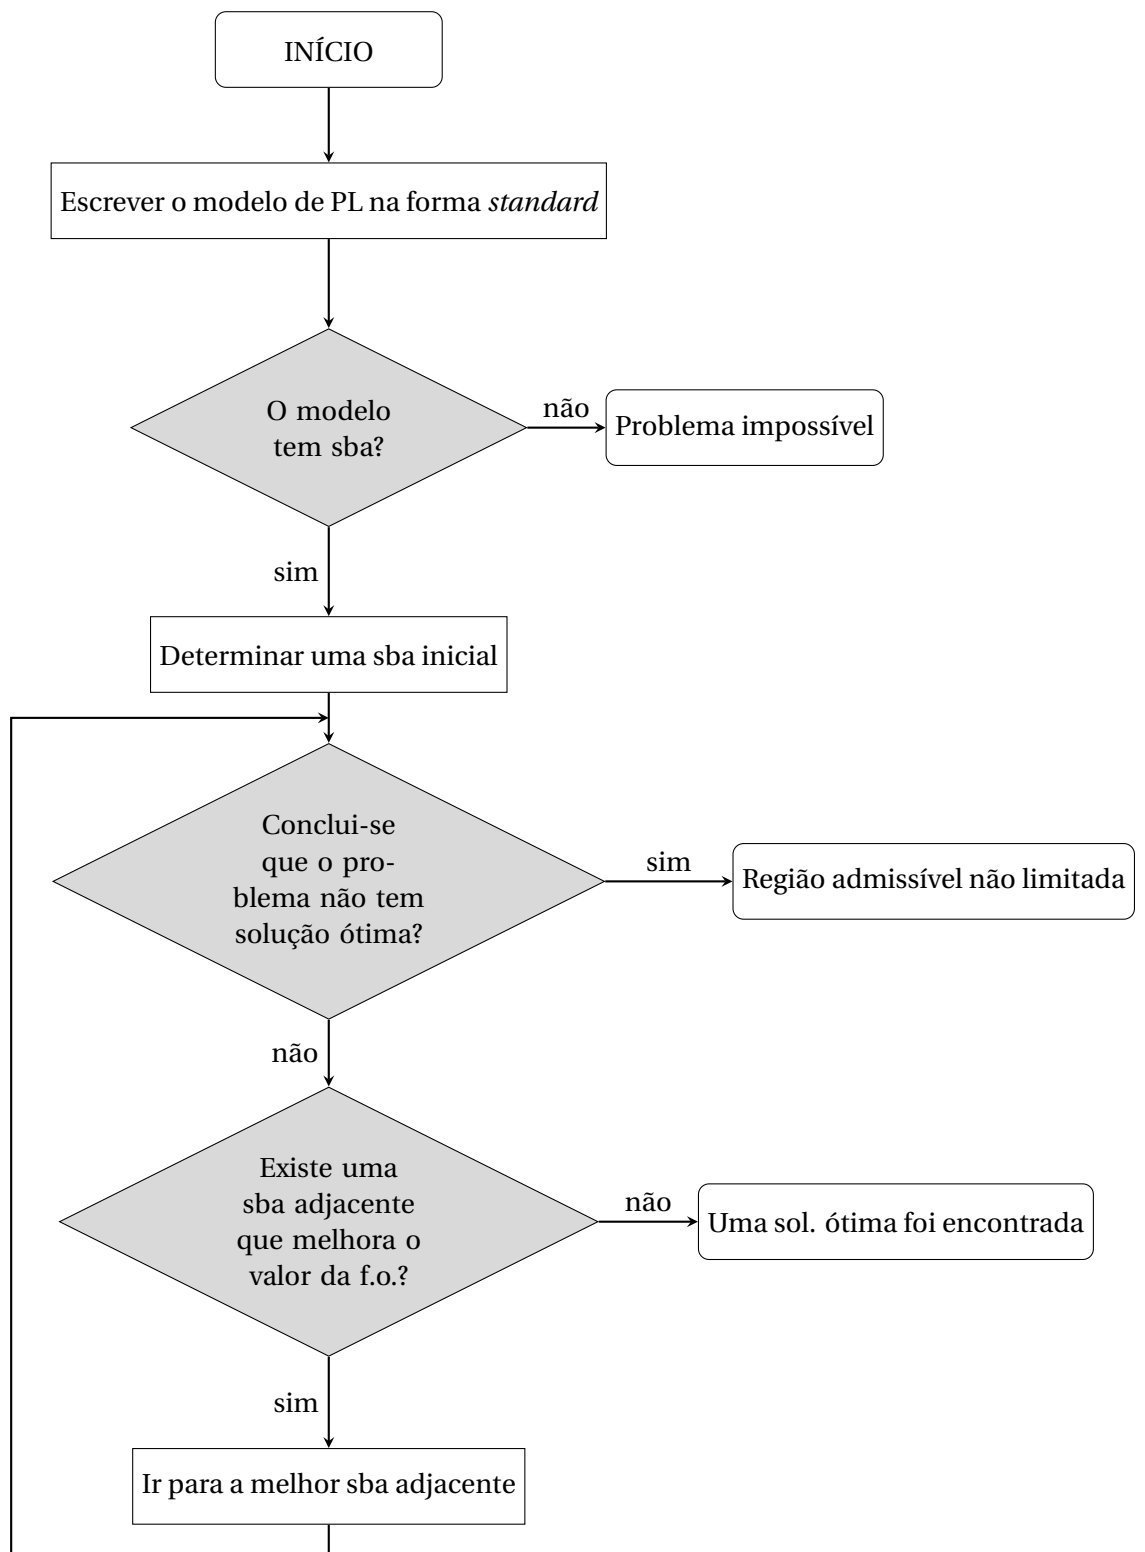 INÍCIO
Escrever o modelo de PL na forma standard
O modelo
tem sba?
não
Problema impossível
sim
Determinar uma sba inicial
Conclui-se
que o pro-
blema não tem
solução ótima?
sim
Região admissível não limitada
não
Existe uma
sba adjacente
que melhora o
valor da f.o.?
não
Uma sol. ótima foi encontrada
sim
Ir para a melhor sba adjacente